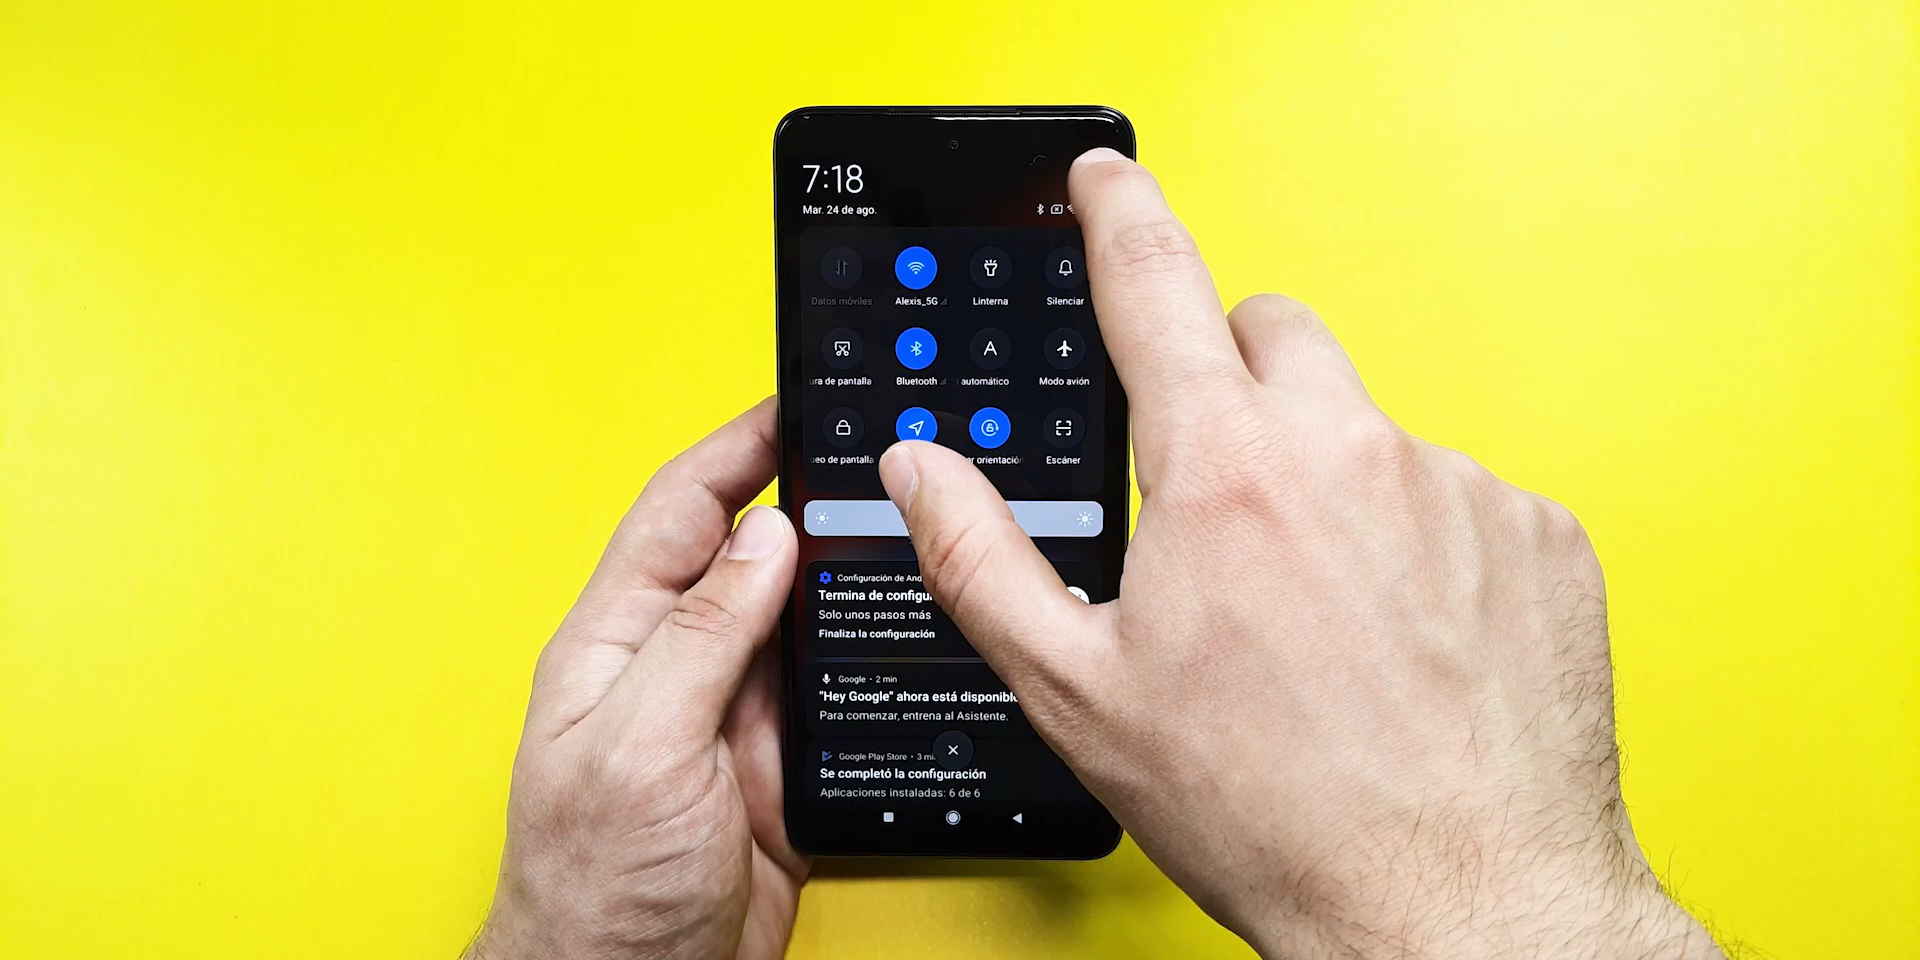 7:18
Mar. 24 de ago.
Datos móviles
Alexis_5G
Linterna
Silenciar
ura de pantalla
Bluetooth
A
automático
Modo avión
ueo de pantalla
ar orientación
Escáner
Configuración de And
Termina de configu
Solo unos pasos más
Finaliza la configuración
Google • 2 min
"Hey Google" ahora está disponible
Para comenzar, entrena al Asistente.
Google Play Store • 3 mi
Se completó la configuración
Aplicaciones instaladas: 6 de 6